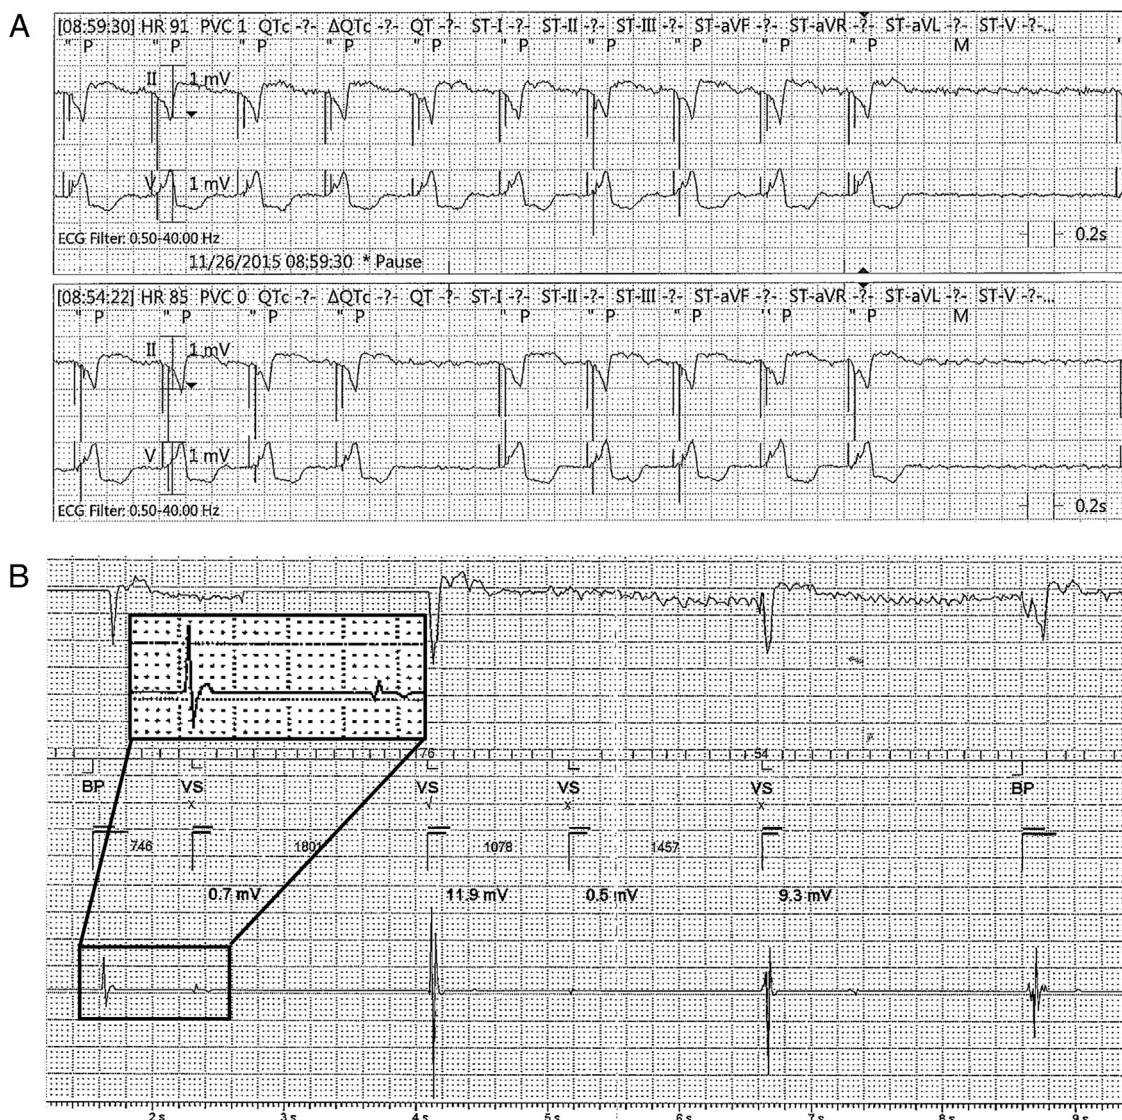 A
[08:59:30] HR 91 PVC 1 QTc -?- ΔQTc -?- QT -?- ST-I -?- ST-II -?- ST-III -?- ST-aVF -?- ST-aVR -?- ST-aVL -?- ST-V -?-...
" P " P " P " P " P " P " P " P " P " P M "
II 1 mV
V 1 mV
ECG Filter: 0.50-40.00 Hz
0.2s
11/26/2015 08:59:30 * Pause
[08:54:22] HR 85 PVC 0 QTc -?- ΔQTc -?- QT -?- ST-I -?- ST-II -?- ST-III -?- ST-aVF -?- ST-aVR -?- ST-aVL -?- ST-V -?-...
" P " P " P " P " P " P " P '' P " P M
II 1 mV
V 1 mV
ECG Filter: 0.50-40.00 Hz
0.2s
B
76 54
BP VS VS VS VS BP
x √ x x
746 1801 1078 1457
0.7 mV 11.9 mV 0.5 mV 9.3 mV
2 s 3 s 4 s 5 s 6 s 7 s 8 s 9 s